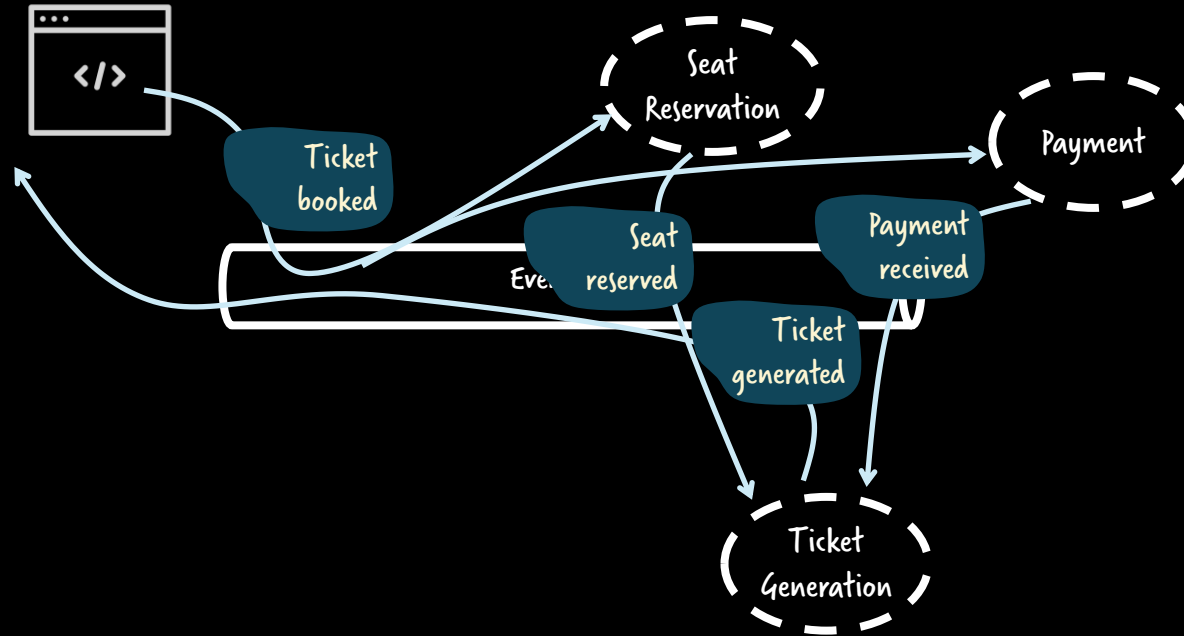 </>
Seat
Reservation
Payment
Ticket
booked
Seat
reserved
Payment
received
Ticket
generated
Ticket
Generation